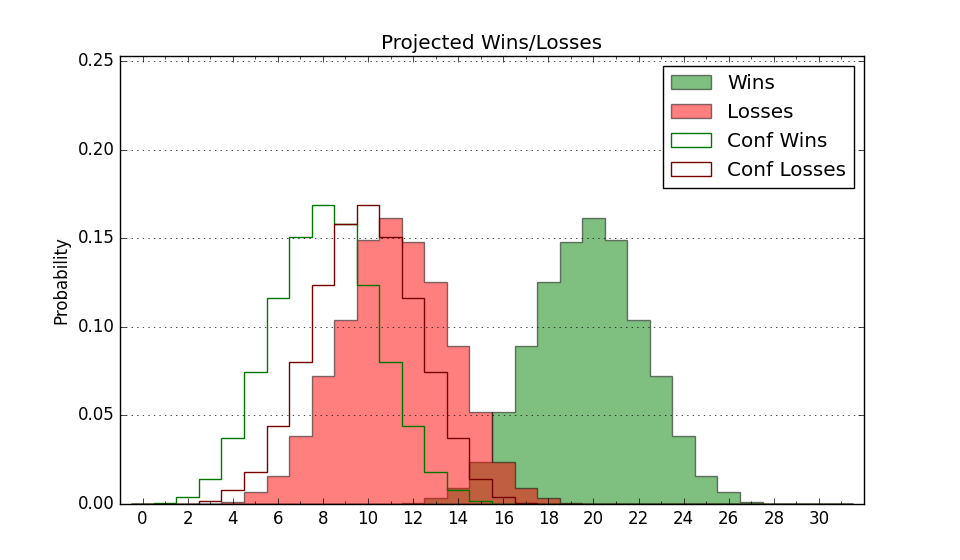 Projected Wins/Losses
0.25
0.20
0.15
0.10
0.05
0.00
Probability
Wins
Losses
Conf Wins
Conf Losses
0 2 4 6 8 10 12 14 16 18 20 22 24 26 28 30